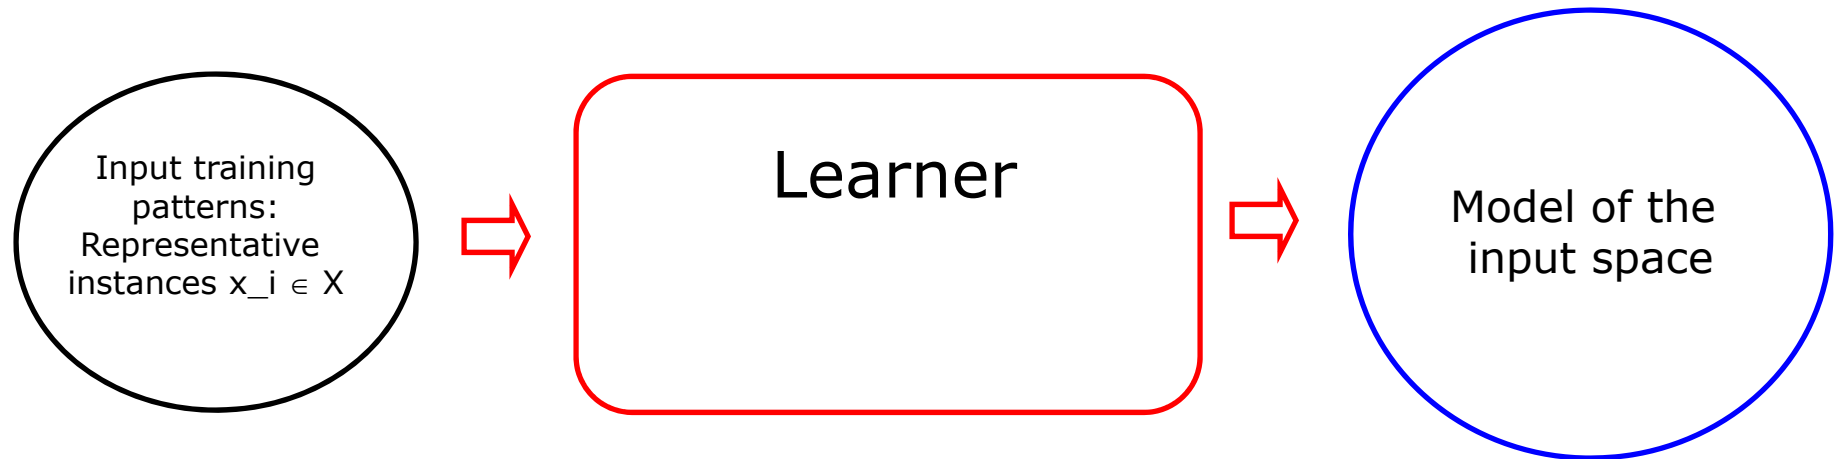 Input training
patterns:
Representative
instances x_i ∈ X
Learner
Model of the
input space